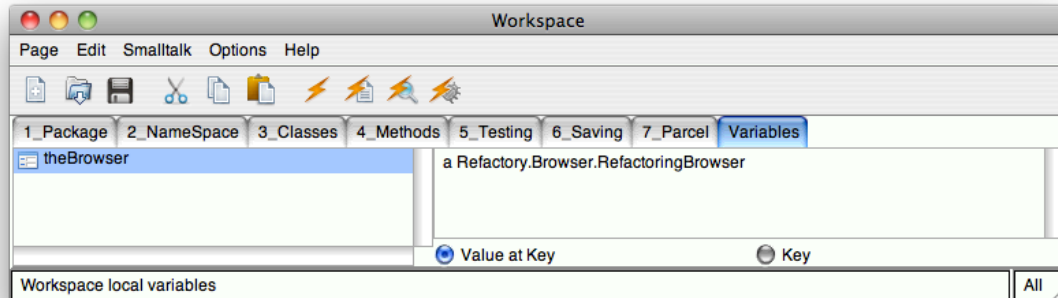 Workspace
Page Edit Smalltalk Options Help
1_Package 2_NameSpace 3_Classes 4_Methods 5_Testing 6_Saving 7_Parcel Variables
theBrowser
a Refactory.Browser.RefactoringBrowser
Value at Key Key
Workspace local variables All